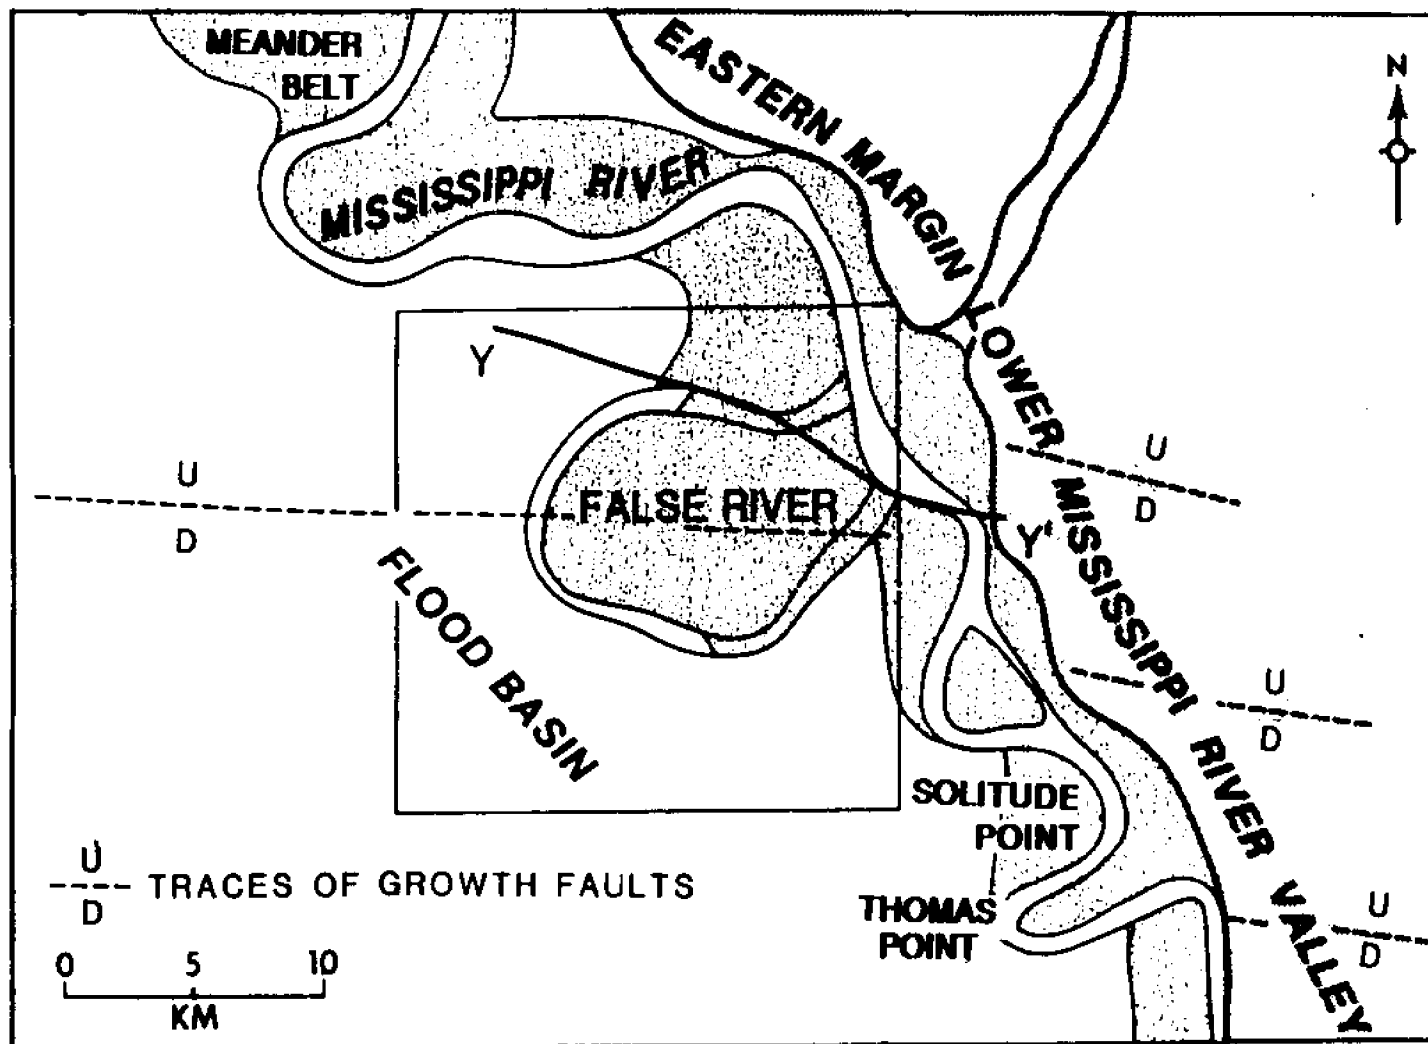 MEANDER
BELT
EASTERN MARGIN LOWER MISSISSIPPI RIVER VALLEY
N
MISSISSIPPI RIVER
Y
U
D
FALSE RIVER
Y'
U
D
FLOOD BASIN
U
D
SOLITUDE
POINT
THOMAS
POINT
U
D
U
D
TRACES OF GROWTH FAULTS
0 5 10
KM